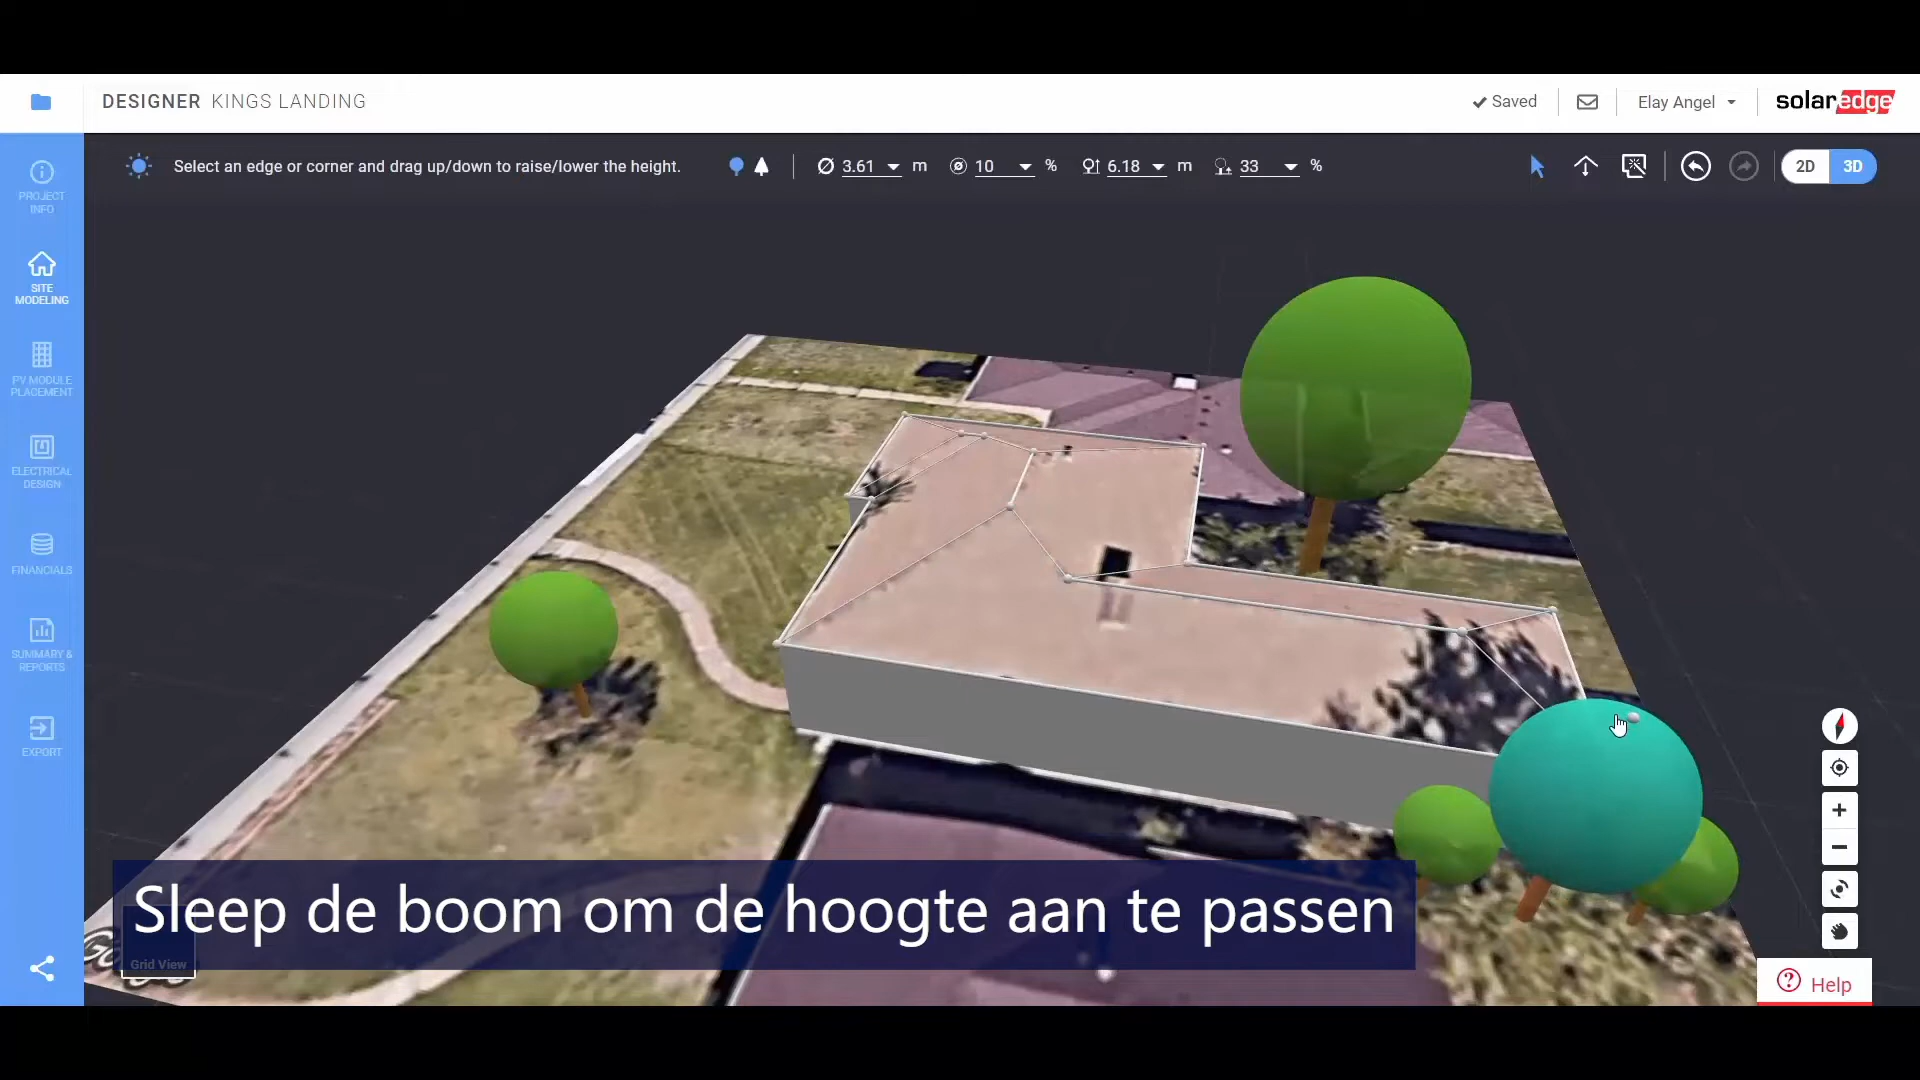 DESIGNER KINGS LANDING
Saved
Elay Angel
solaredge
Select an edge or corner and drag up/down to raise/lower the height.
3.61 m
10 %
6.18 m
33 %
2D 3D
PROJECT
INFO
SITE
MODELING
PV MODULE
PLACEMENT
ELECTRICAL
DESIGN
FINANCIALS
SUMMARY &
REPORTS
EXPORT
Sleep de boom om de hoogte aan te passen
Grid View
Help